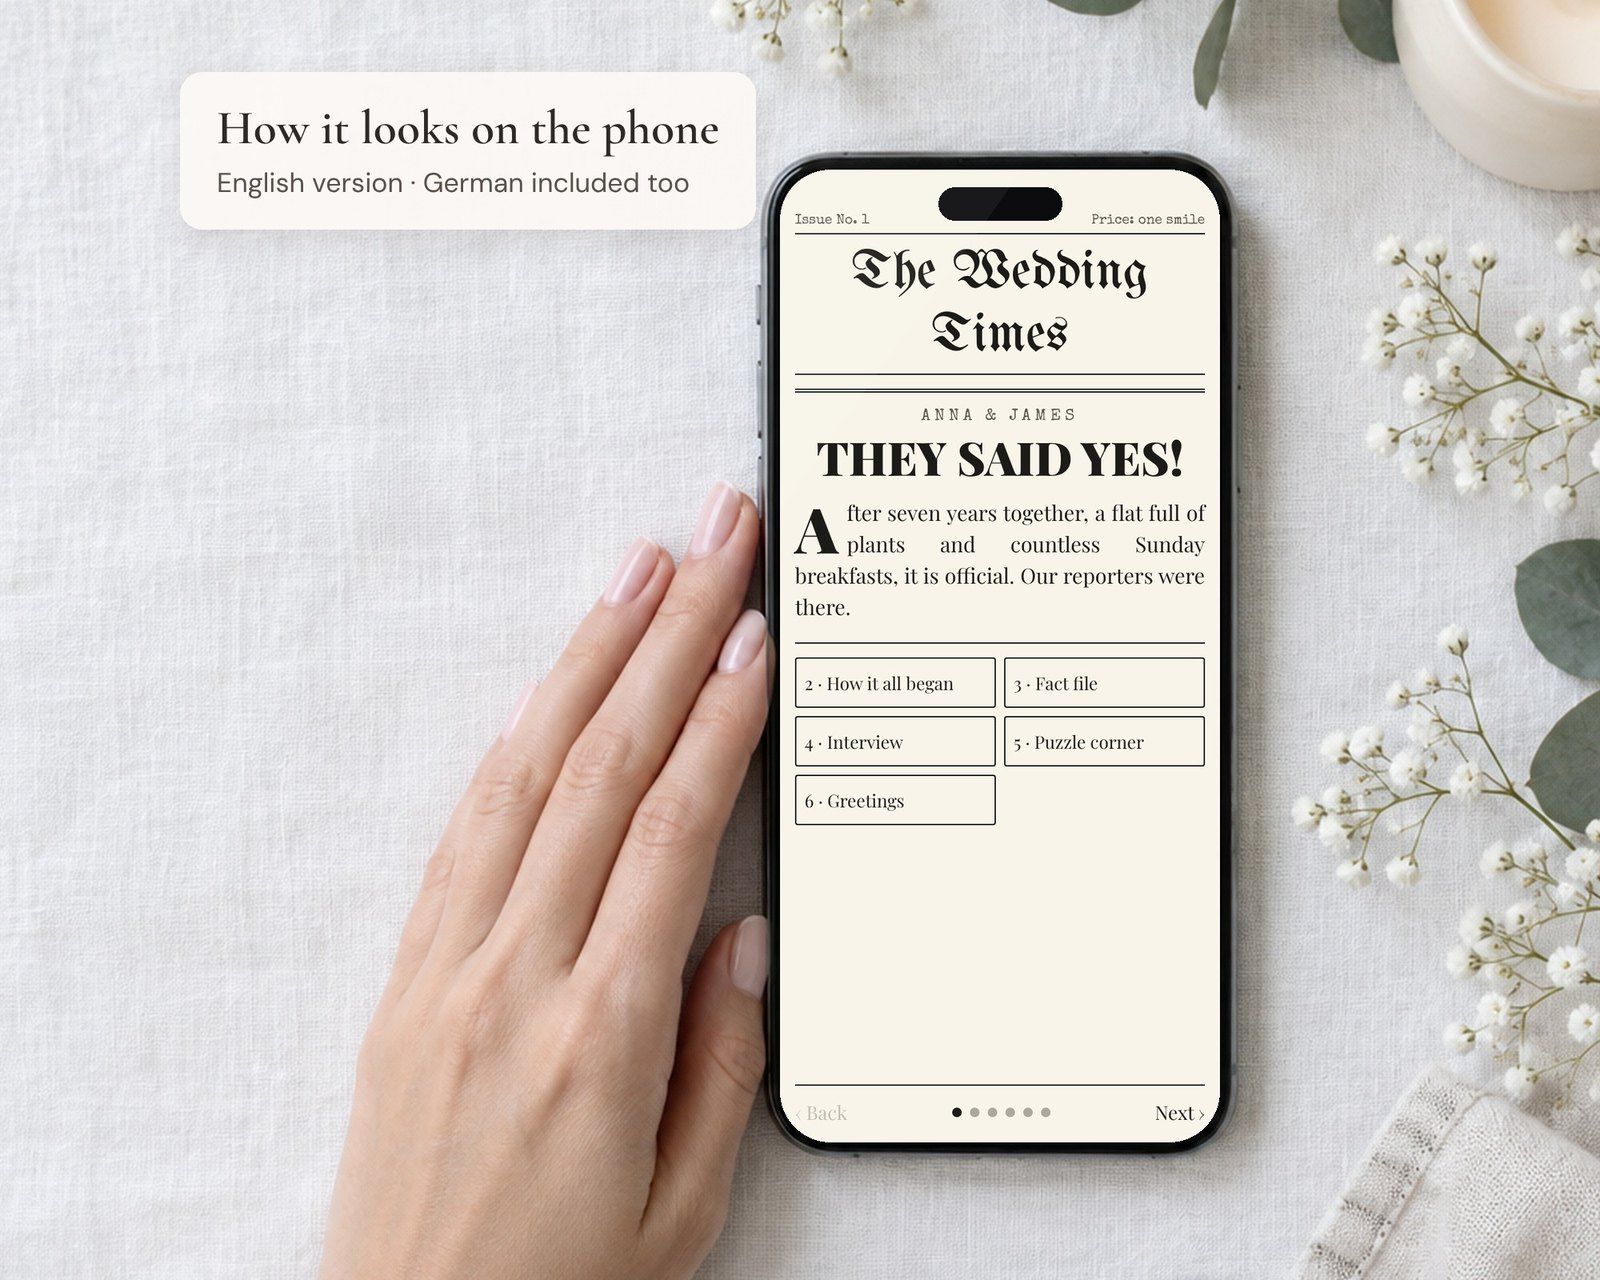 How it looks on the phone
English version · German included too
Issue No. 1
Price: one smile
The Wedding
Times
ANNA & JAMES
THEY SAID YES!
After seven years together, a flat full of
plants and countless Sunday
breakfasts, it is official. Our reporters were
there.
2 · How it all began
3 · Fact file
4 · Interview
5 · Puzzle corner
6 · Greetings
‹ Back
Next ›